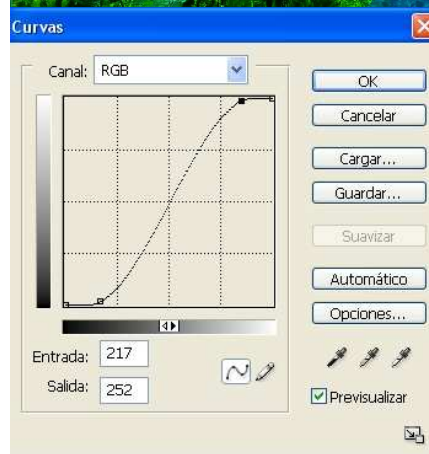 Curvas
Canal: RGB
OK
Cancelar
Cargar...
Guardar...
Suavizar
Automático
Opciones...
Entrada: 217
Salida: 252
Previsualizar